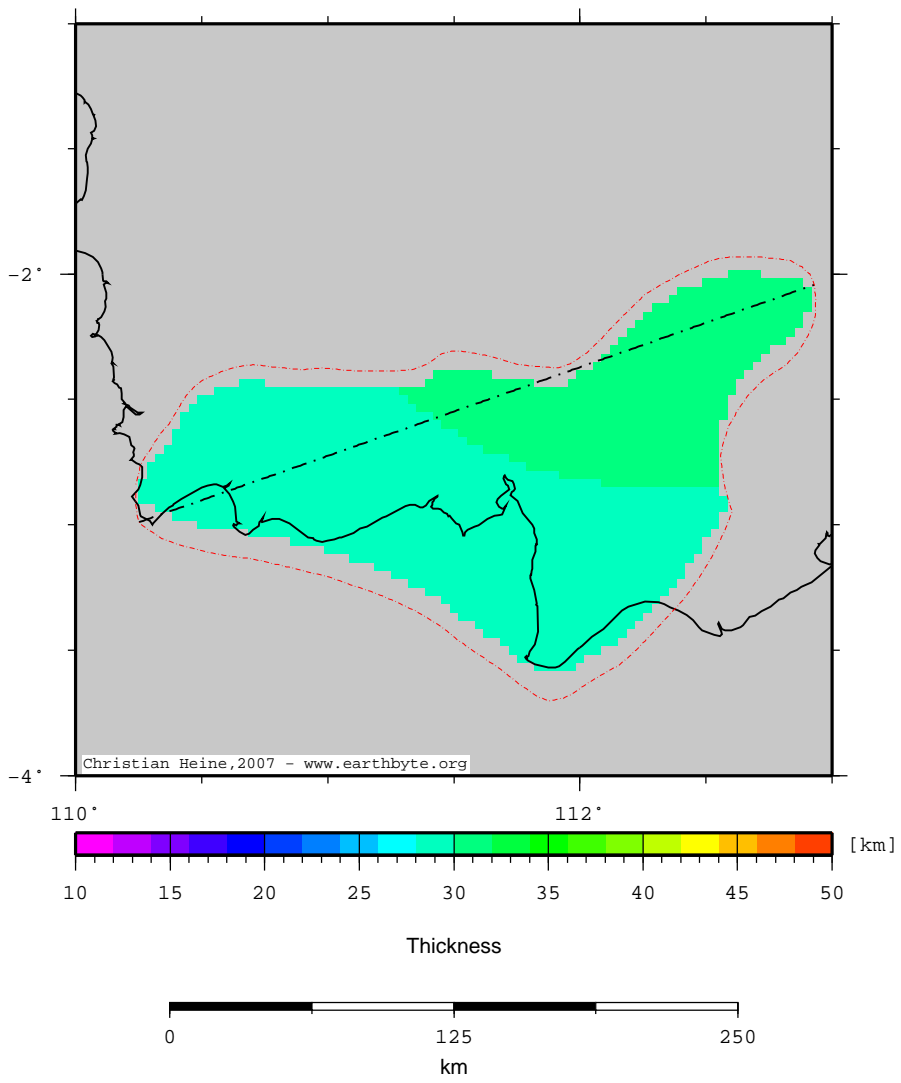 -2°
-4°
Christian Heine,2007 - www.earthbyte.org
110° 112°
[km]
10 15 20 25 30 35 40 45 50
Thickness
0 125 250
km